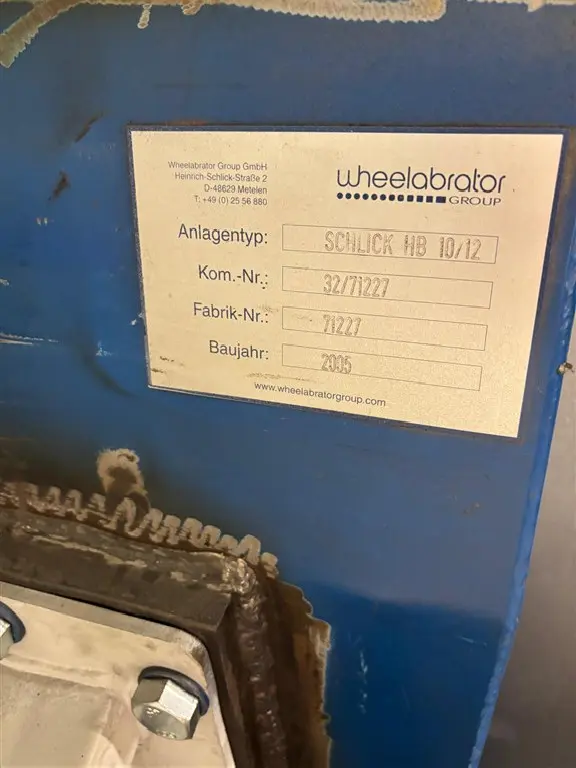 Wheelabrator Group GmbH
Heinrich-Schlick-Straße 2
D-48629 Metelen
T: +49 (0) 25 56 880
wheelabrator
GROUP
Anlagentyp: SCHLICK HB 10/12
Kom.-Nr.: 32/71227
Fabrik-Nr.: 71227
Baujahr: 2005
www.wheelabratorgroup.com